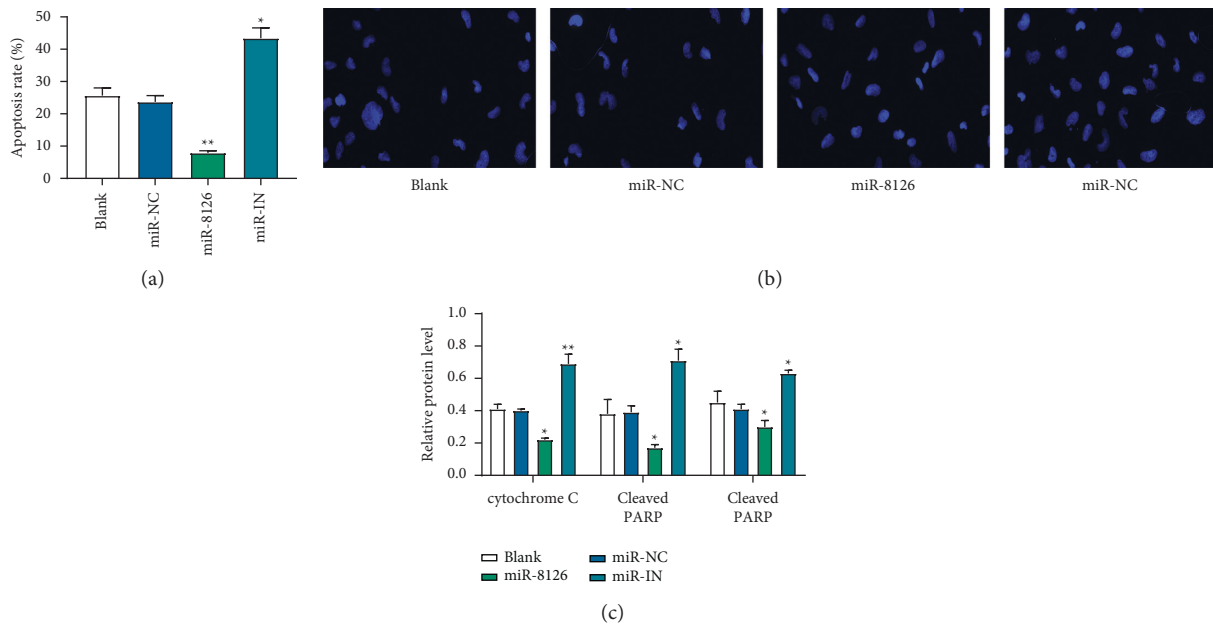 Apoptosis rate (%)
50
40
30
20
10
0
**
*
Blank
miR-NC
miR-8126
miR-IN
(a)
Blank
miR-NC
miR-8126
miR-NC
(b)
Relative protein level
1.0
0.8
0.6
0.4
0.2
0.0
*
**
*
*
*
*
cytochrome C
Cleaved
PARP
Cleaved
PARP
Blank
miR-NC
miR-8126
miR-IN
(c)